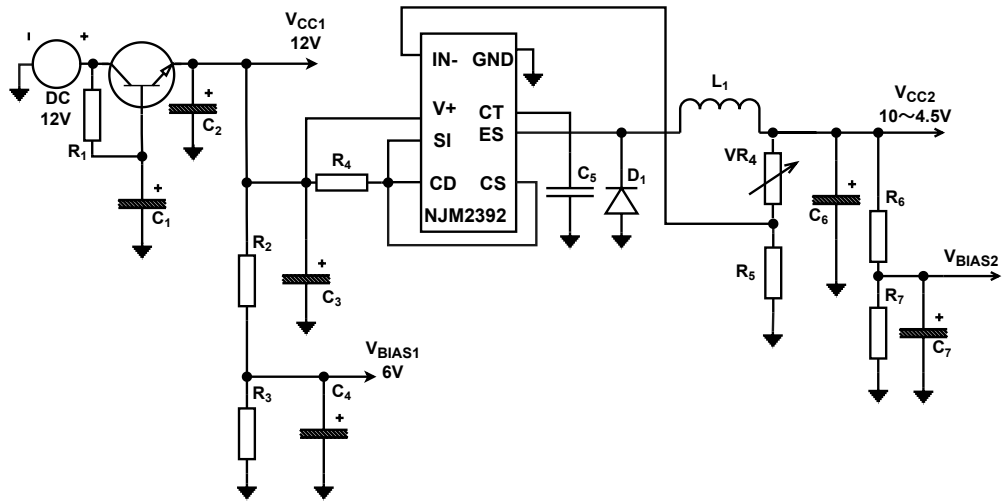 VCC1
12V
- +
DC
12V
R1
C1
+
C2
+
R2
R3
VBIAS1
6V
C4
+
C3
+
R4
IN- GND
V+ CT
SI ES
CD CS
NJM2392
C5
D1
L1
VR4
R5
VCC2
10～4.5V
C6
+
R6
VBIAS2
R7
C7
+